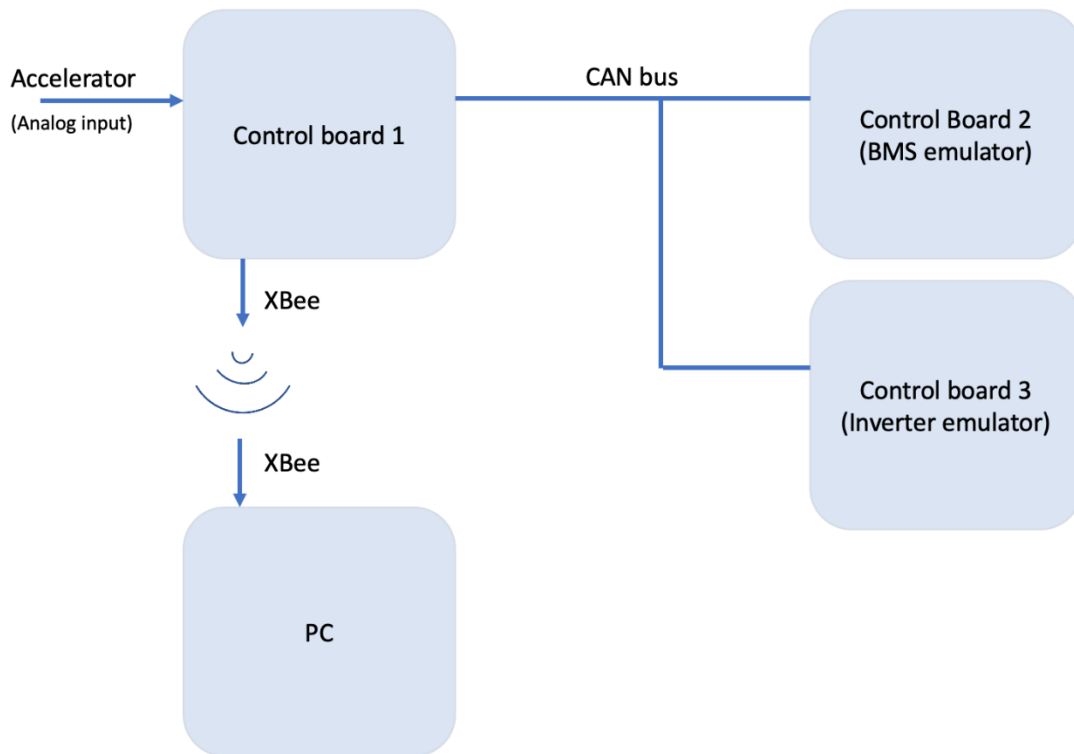 Accelerator
(Analog input)
Control board 1
CAN bus
Control Board 2
(BMS emulator)
XBee
Control board 3
(Inverter emulator)
XBee
PC